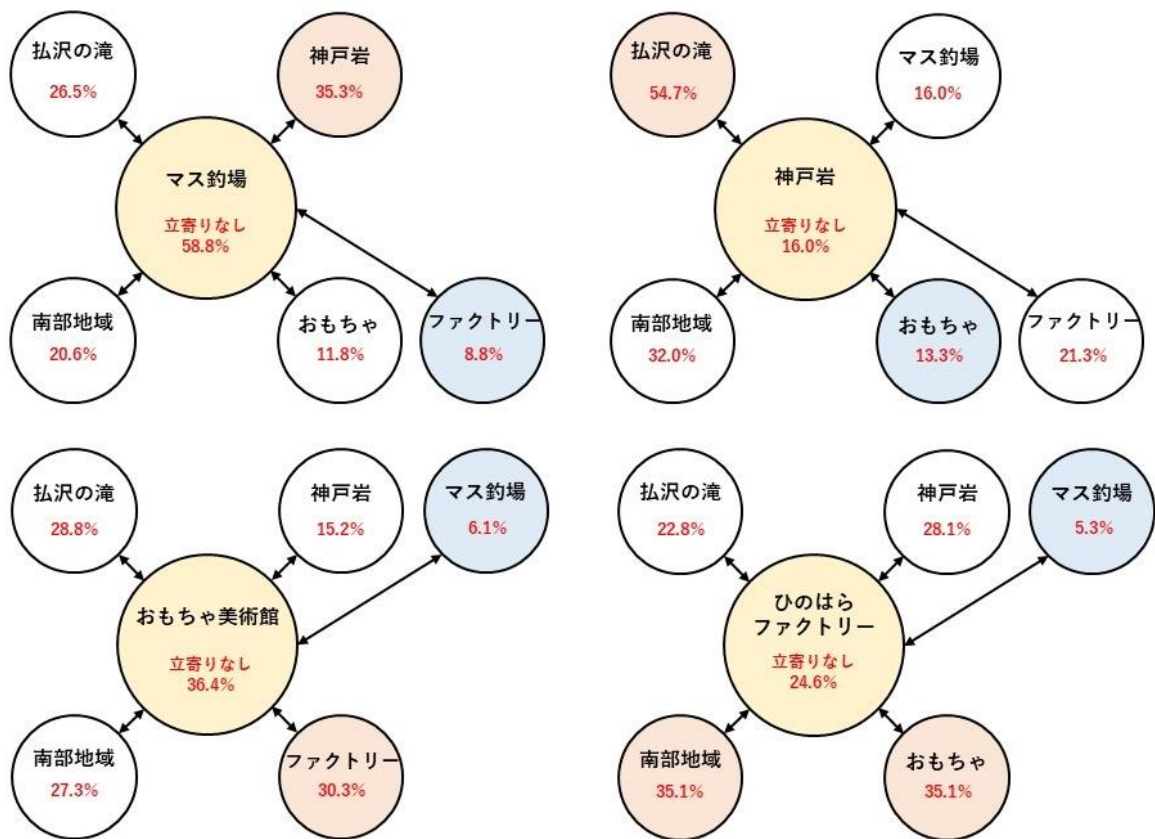 払沢の滝
26.5%
神戸岩
35.3%
マス釣場
立寄りなし
58.8%
南部地域
20.6%
おもちゃ
11.8%
ファクトリー
8.8%
払沢の滝
54.7%
マス釣場
16.0%
神戸岩
立寄りなし
16.0%
南部地域
32.0%
おもちゃ
13.3%
ファクトリー
21.3%
払沢の滝
28.8%
神戸岩
15.2%
マス釣場
6.1%
おもちゃ美術館
立寄りなし
36.4%
南部地域
27.3%
ファクトリー
30.3%
払沢の滝
22.8%
神戸岩
28.1%
マス釣場
5.3%
ひのはら
ファクトリー
立寄りなし
24.6%
南部地域
35.1%
おもちゃ
35.1%